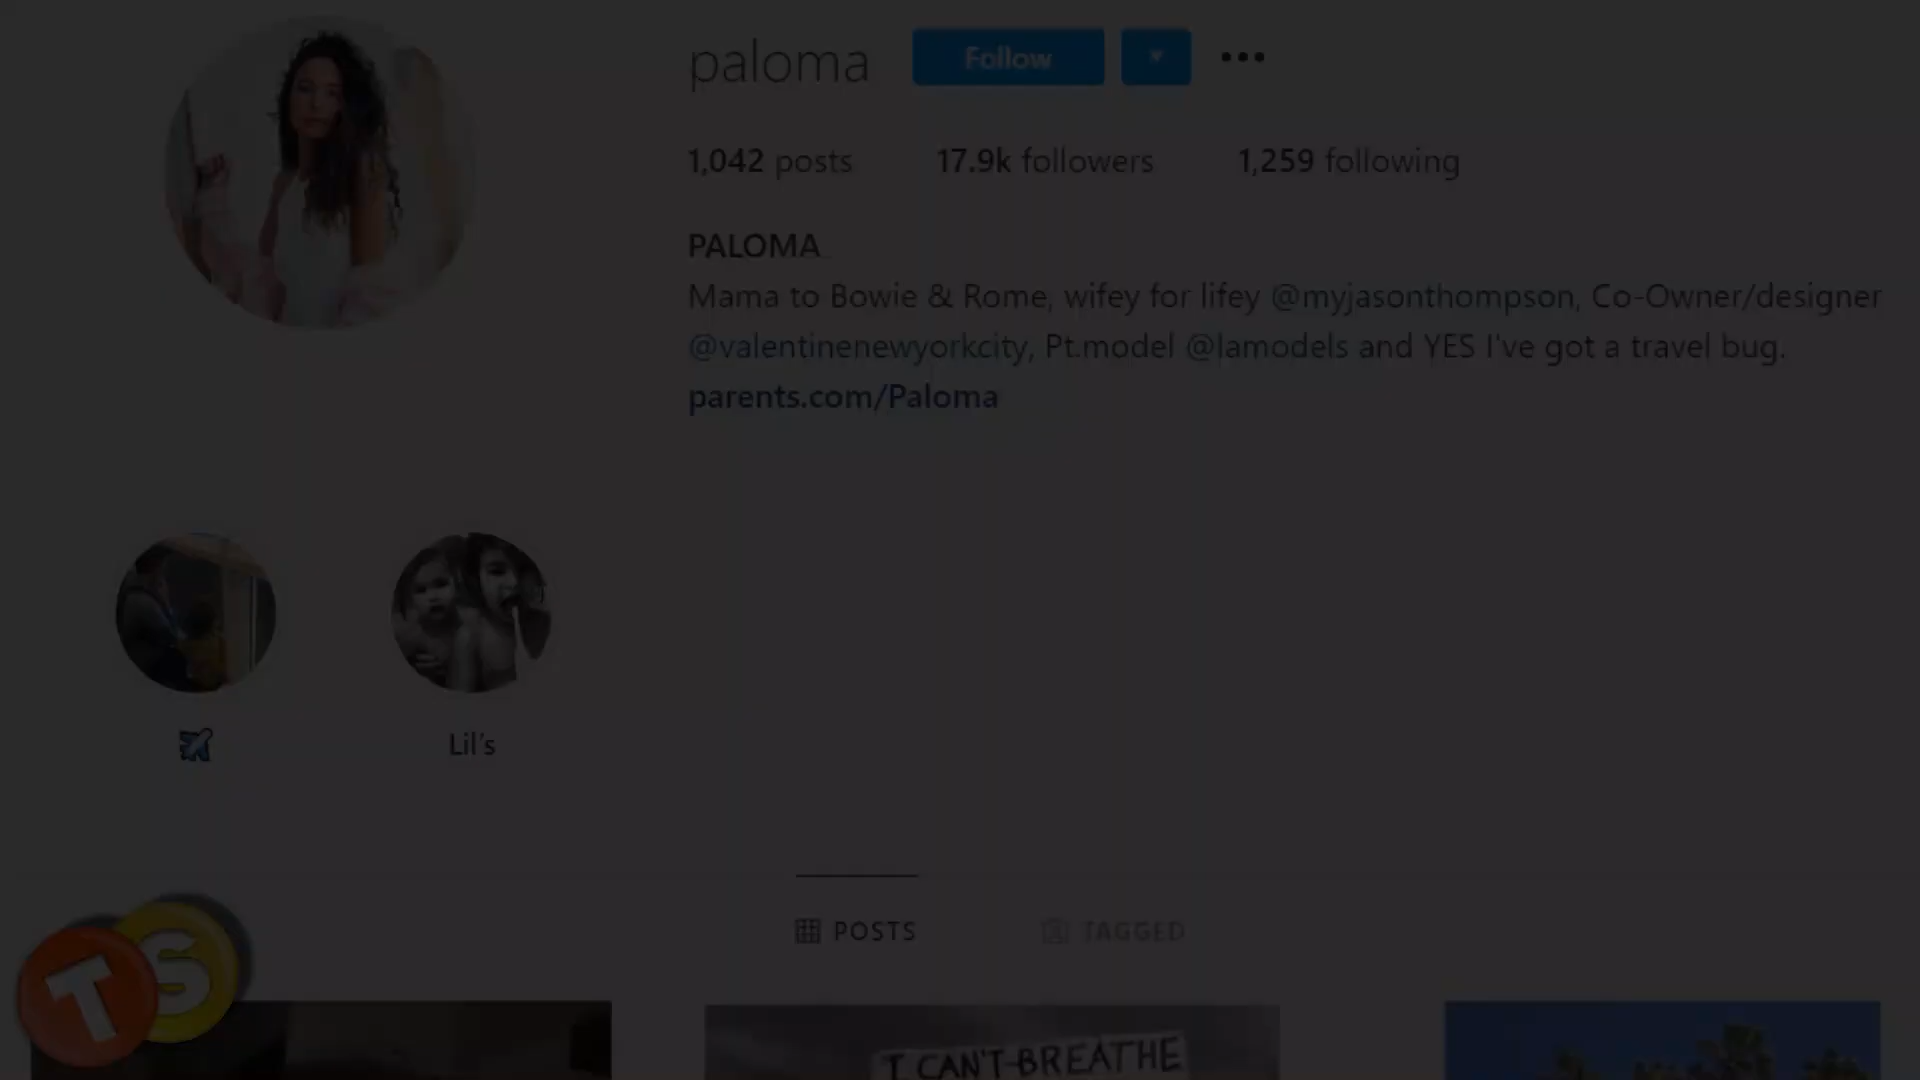 paloma Follow
1,042 posts 17.9k followers 1,259 following
PALOMA
Mama to Bowie & Rome, wifey for lifey @myjasonthompson, Co-Owner/designer
@valentinenewyorkcity, Pt.model @lamodels and YES I've got a travel bug.
parents.com/Paloma
Lil's
POSTS TAGGED
TS
I CAN'T BREATHE